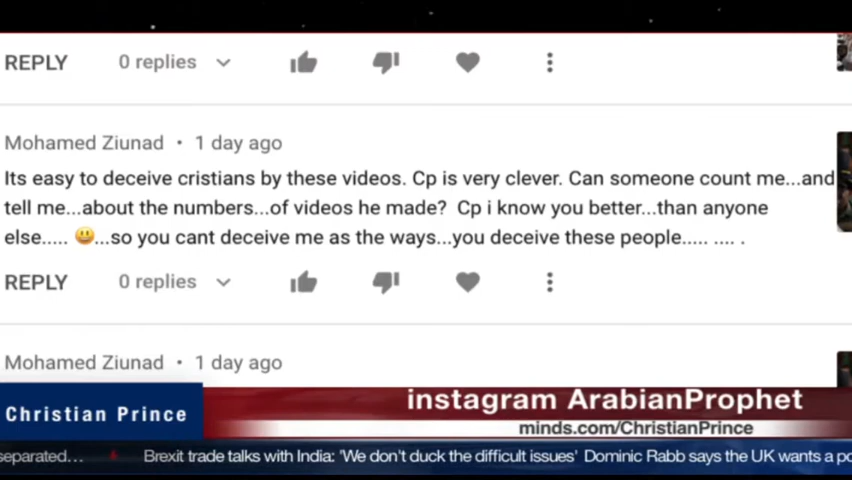 REPLY 0 replies
Mohamed Ziunad • 1 day ago
Its easy to deceive cristians by these videos. Cp is very clever. Can someone count me...and
tell me...about the numbers...of videos he made? Cp i know you better...than anyone
else..... 😃...so you cant deceive me as the ways...you deceive these people..... .... .
REPLY 0 replies
Mohamed Ziunad • 1 day ago
Christian Prince
instagram ArabianProphet
minds.com/ChristianPrince
separated... Brexit trade talks with India: 'We don't duck the difficult issues' Dominic Rabb says the UK wants a po